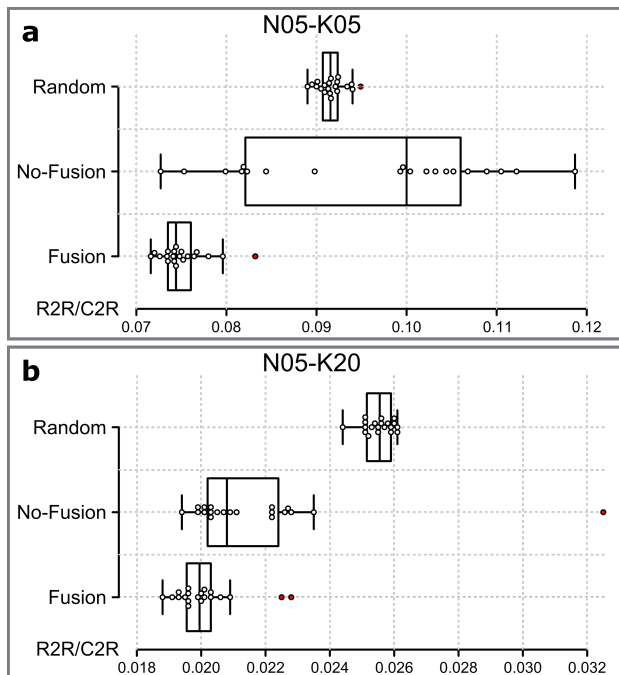 a
N05-K05
Random
No-Fusion
Fusion
R2R/C2R
0.07 0.08 0.09 0.10 0.11 0.12
b
N05-K20
Random
No-Fusion
Fusion
R2R/C2R
0.018 0.020 0.022 0.024 0.026 0.028 0.030 0.032